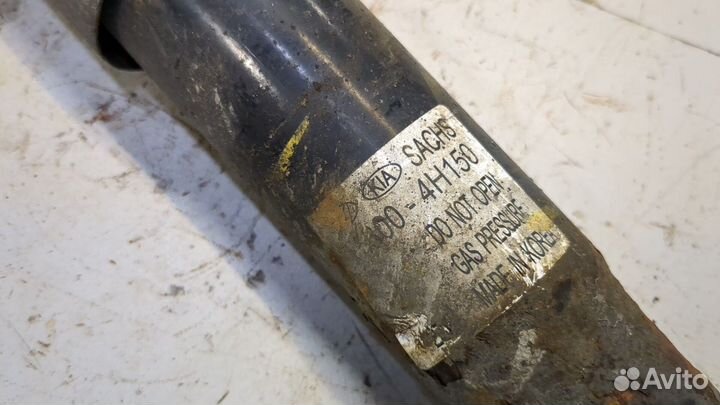 KIA SACHS
00-4H150
DO NOT OPEN
GAS PRESSURE
MADE IN KOREA
Avito